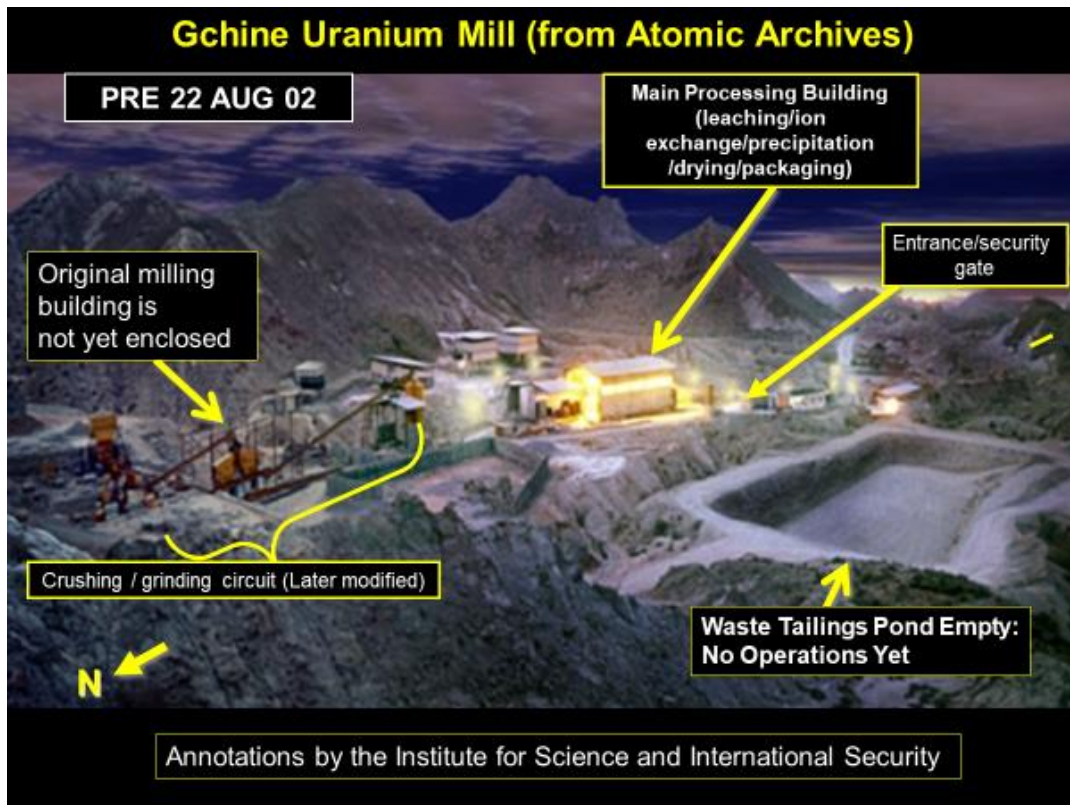 Gchine Uranium Mill (from Atomic Archives)
PRE 22 AUG 02
Main Processing Building
(leaching/ion
exchange/precipitation
/drying/packaging)
Entrance/security
gate
Original milling
building is
not yet enclosed
Crushing / grinding circuit (Later modified)
Waste Tailings Pond Empty:
No Operations Yet
N
Annotations by the Institute for Science and International Security